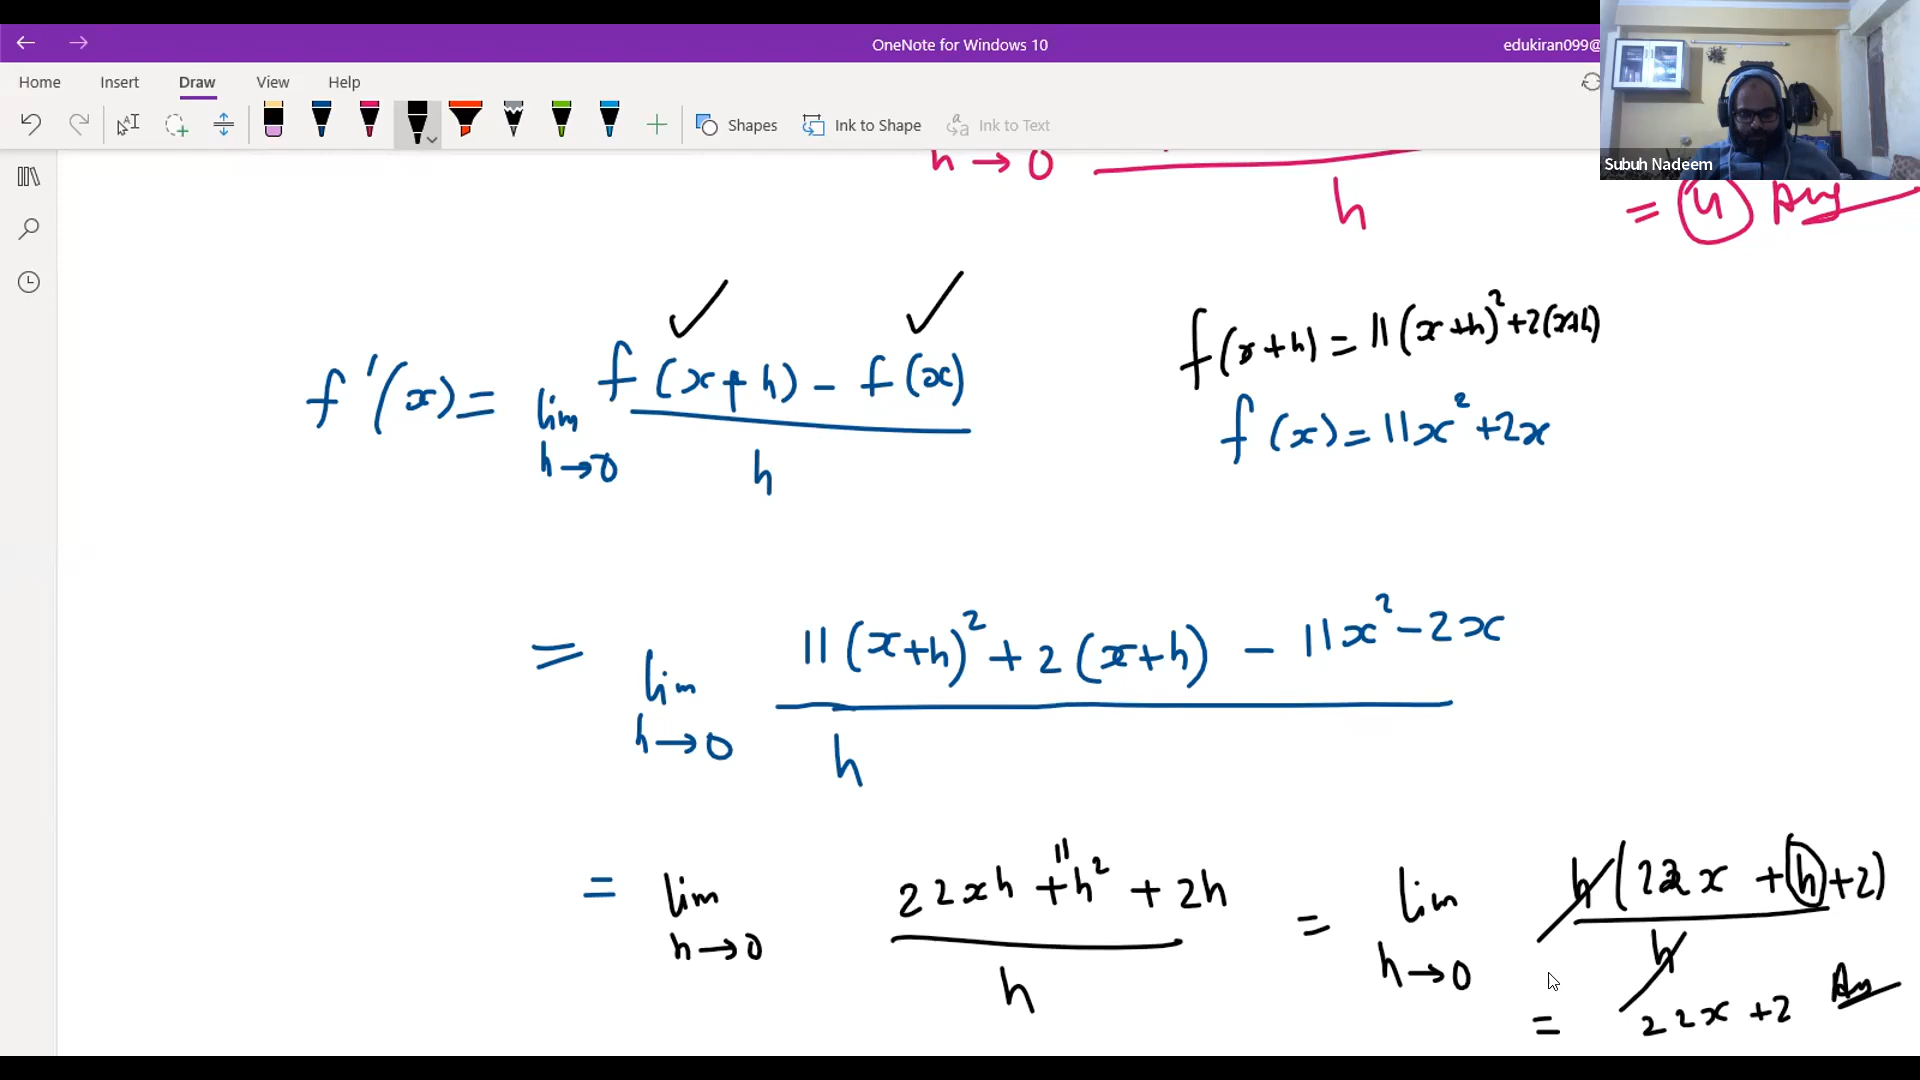 OneNote for Windows 10
edukiran099@
Home Insert Draw View Help
Shapes Ink to Shape Ink to Text
Subuh Nadeem
h → 0
h
= 4 Ans
f(x+h) = 11(x+h)² + 2(x+h)
f'(x) = lim h→0 f(x+h) - f(x) / h
f(x) = 11x² + 2x
= lim h→0 11(x+h)² + 2(x+h) - 11x² - 2x / h
= lim h→0 22xh + 11h² + 2h / h = lim h→0 h(22x + h + 2) / h
= 22x + 2 Ans